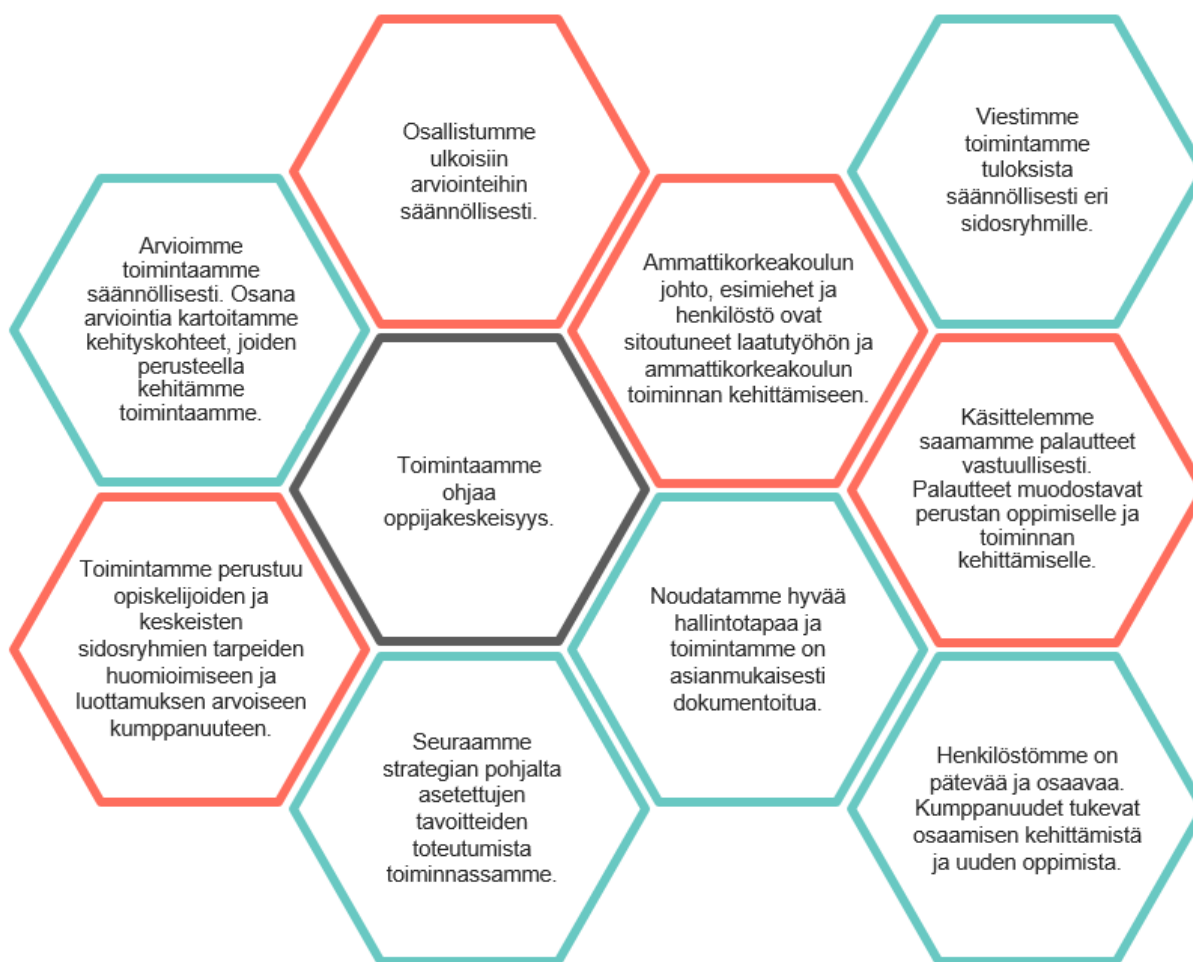 Osallistumme
ulkoisiin
arviointeihin
säännöllisesti.
Viestimme
toimintamme
tuloksista
säännöllisesti eri
sidosryhmille.
Arvioimme
toimintaamme
säännöllisesti. Osana
arviointia kartoitamme
kehityskohteet, joiden
perusteella
kehitämme
toimintaamme.
Ammattikorkeakoulun
johto, esimiehet ja
henkilöstö ovat
sitoutuneet laatutyöhön ja
ammattikorkeakoulun
toiminnan kehittämiseen.
Toimintaamme
ohjaa
oppijakeskeisyys.
Käsittelemme
saamamme palautteet
vastuullisesti.
Palautteet muodostavat
perustan oppimiselle ja
toiminnan
kehittämiselle.
Toimintamme perustuu
opiskelijoiden ja
keskeisten
sidosryhmien tarpeiden
huomioimiseen ja
luottamuksen arvoiseen
kumppanuuteen.
Noudatamme hyvää
hallintotapaa ja
toimintamme on
asianmukaisesti
dokumentoitua.
Seuraamme
strategian pohjalta
asetettujen
tavoitteiden
toteutumista
toiminnassamme.
Henkilöstömme on
pätevää ja osaavaa.
Kumppanuudet tukevat
osaamisen kehittämistä
ja uuden oppimista.